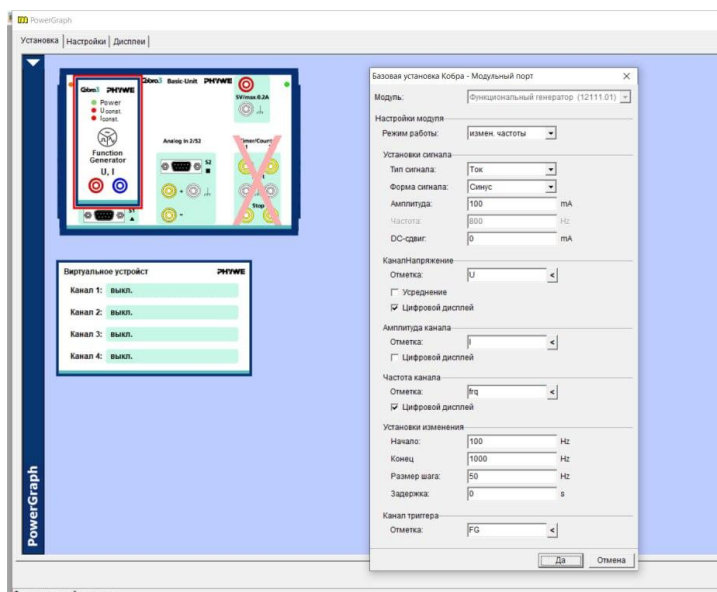 PowerGraph
Установка Настройки Дисплеи
Cobra3 PHYWE
Power
U const.
I const.
Function
Generator
U, I
Cobra3 Basic-Unit PHYWE
5V/max 0.2A
Analog In 2/S2
S2
Timer/Count
Stop
S1
Виртуальное устройст PHYWE
Канал 1: выкл.
Канал 2: выкл.
Канал 3: выкл.
Канал 4: выкл.
PowerGraph
Базовая установка Кобра - Модульный порт
Модуль: Функциональный генератор (12111.01)
Настройки модуля
Режим работы: измен. частоты
Установки сигнала
Тип сигнала: Ток
Форма сигнала: Синус
Амплитуда: 100 mA
Частота: 800 Hz
DC-сдвиг: 0 mA
КаналНапряжение
Отметка: U <
Усреднение
Цифровой дисплей
Амплитуда канала
Отметка: I <
Цифровой дисплей
Частота канала
Отметка: frq <
Цифровой дисплей
Установки изменения
Начало: 100 Hz
Конец 1000 Hz
Размер шага: 50 Hz
Задержка: 0 s
Канал триггера
Отметка: FG <
Да Отмена